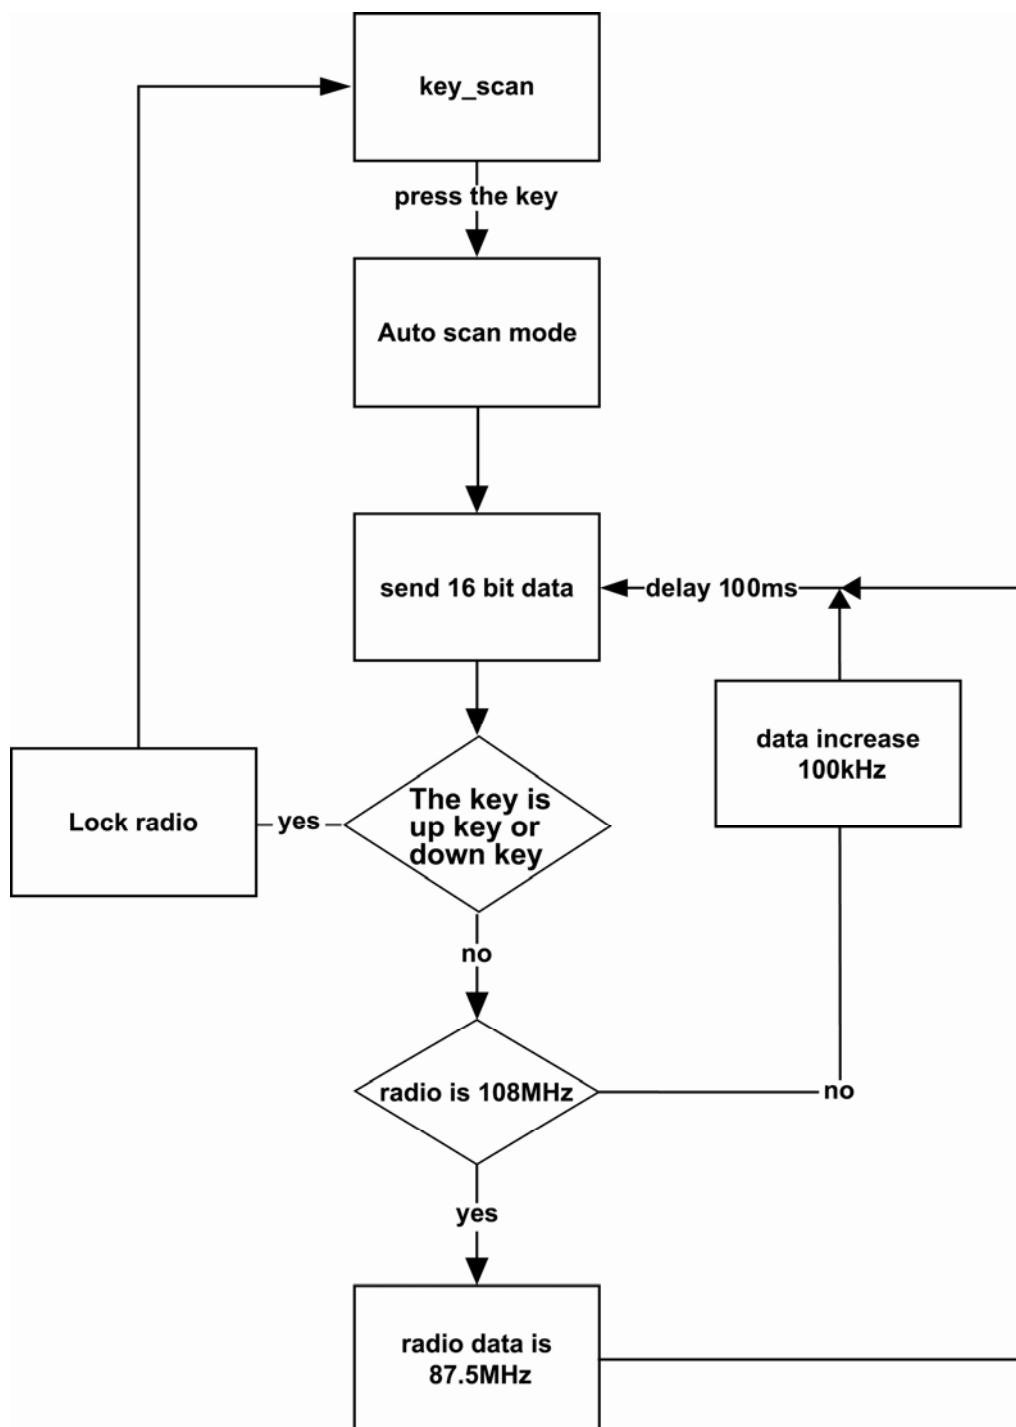 key_scan
press the key
Auto scan mode
send 16 bit data
delay 100ms
data increase
100kHz
Lock radio
yes
The key is
up key or
down key
no
radio is 108MHz
no
yes
radio data is
87.5MHz